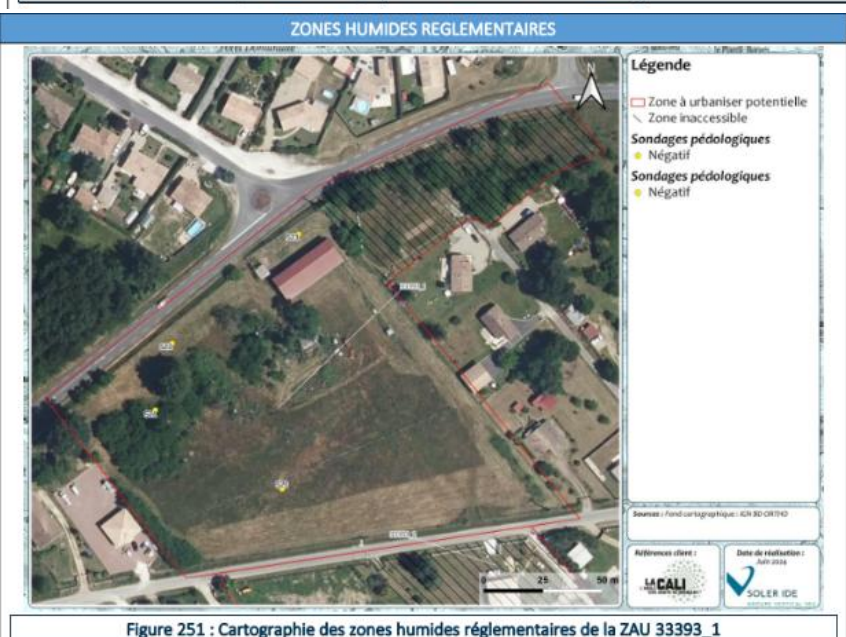 ZONES HUMIDES REGLEMENTAIRES
N
Légende
Zone à urbaniser potentielle
Zone inaccessible
Sondages pédologiques
Négatif
Sondages pédologiques
Négatif
0 25 50 m
Sources : Fond cartographique : IGN BD ORTHO
Références client :
LA CALI
Date de réalisation :
Juin 2024
SOLER IDE
Figure 251 : Cartographie des zones humides réglementaires de la ZAU 33393_1